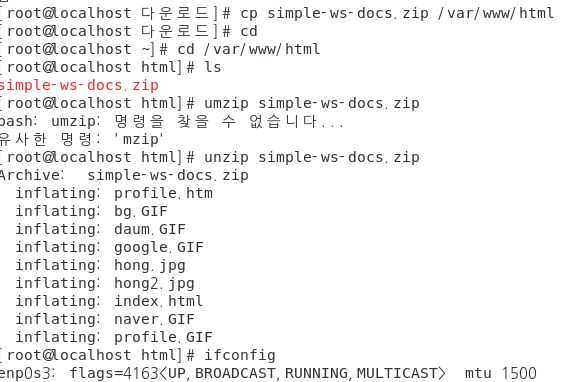 [root@localhost 다운로드]# cp simple-ws-docs.zip /var/www/html
[root@localhost 다운로드]# cd
[root@localhost ~]# cd /var/www/html
[root@localhost html]# ls
simple-ws-docs.zip
[root@localhost html]# umzip simple-ws-docs.zip
bash: umzip: 명령을 찾을 수 없습니다...
유사한 명령: 'mzip'
[root@localhost html]# unzip simple-ws-docs.zip
Archive:  simple-ws-docs.zip
  inflating: profile.htm
  inflating: bg.GIF
  inflating: daum.GIF
  inflating: google.GIF
  inflating: hong.jpg
  inflating: hong2.jpg
  inflating: index.html
  inflating: naver.GIF
  inflating: profile.GIF
[root@localhost html]# ifconfig
enp0s3: flags=4163<UP,BROADCAST,RUNNING,MULTICAST>  mtu 1500